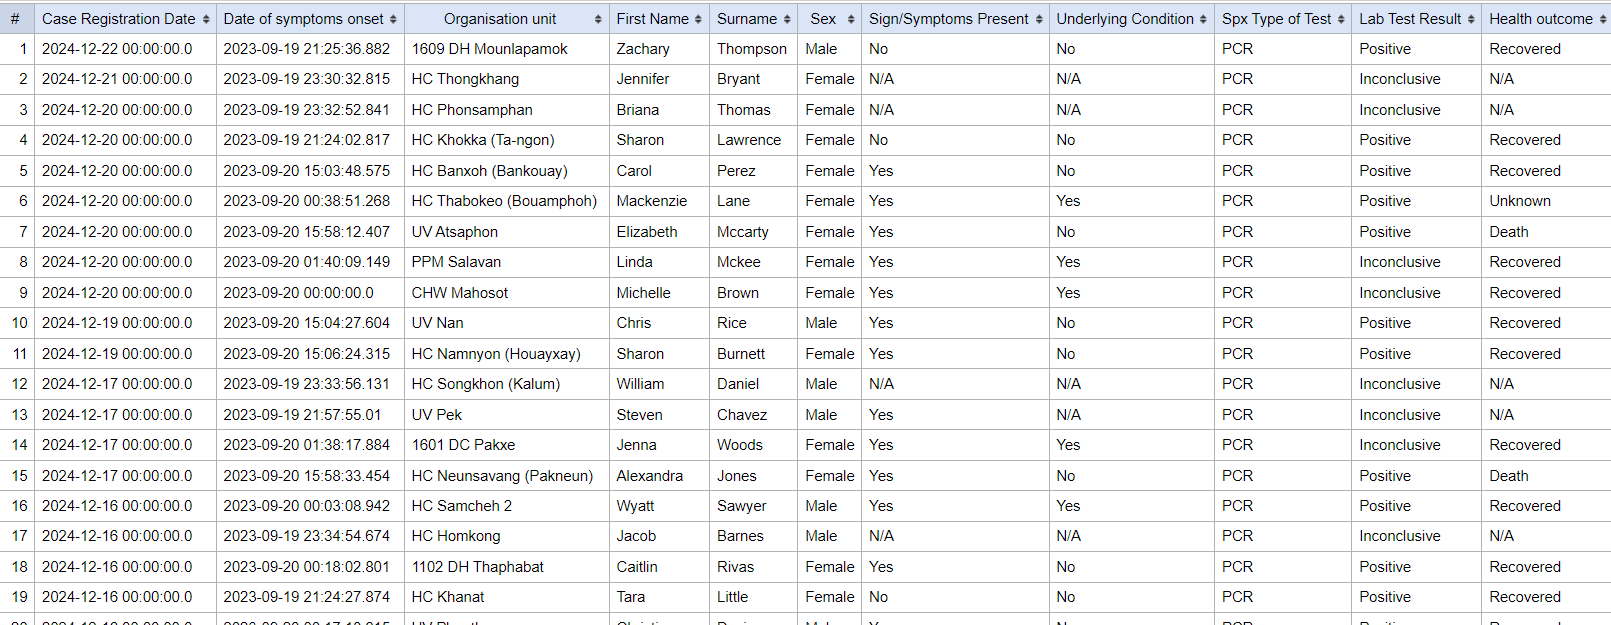 # Case Registration Date Date of symptoms onset Organisation unit First Name Surname Sex Sign/Symptoms Present Underlying Condition Spx Type of Test Lab Test Result Health outcome
1 2024-12-22 00:00:00.0 2023-09-19 21:25:36.882 1609 DH Mounlapamok Zachary Thompson Male No No PCR Positive Recovered
2 2024-12-21 00:00:00.0 2023-09-19 23:30:32.815 HC Thongkhang Jennifer Bryant Female N/A N/A PCR Inconclusive N/A
3 2024-12-20 00:00:00.0 2023-09-19 23:32:52.841 HC Phonsamphan Briana Thomas Female N/A N/A PCR Inconclusive N/A
4 2024-12-20 00:00:00.0 2023-09-19 21:24:02.817 HC Khokka (Ta-ngon) Sharon Lawrence Female No No PCR Positive Recovered
5 2024-12-20 00:00:00.0 2023-09-20 15:03:48.575 HC Banxoh (Bankouay) Carol Perez Female Yes No PCR Positive Recovered
6 2024-12-20 00:00:00.0 2023-09-20 00:38:51.268 HC Thabokeo (Bouamphoh) Mackenzie Lane Female Yes Yes PCR Positive Unknown
7 2024-12-20 00:00:00.0 2023-09-20 15:58:12.407 UV Atsaphon Elizabeth Mccarty Female Yes No PCR Positive Death
8 2024-12-20 00:00:00.0 2023-09-20 01:40:09.149 PPM Salavan Linda Mckee Female Yes Yes PCR Inconclusive Recovered
9 2024-12-20 00:00:00.0 2023-09-20 00:00:00.0 CHW Mahosot Michelle Brown Female Yes Yes PCR Inconclusive Recovered
10 2024-12-19 00:00:00.0 2023-09-20 15:04:27.604 UV Nan Chris Rice Male Yes No PCR Positive Recovered
11 2024-12-19 00:00:00.0 2023-09-20 15:06:24.315 HC Namnyon (Houayxay) Sharon Burnett Female Yes No PCR Positive Recovered
12 2024-12-17 00:00:00.0 2023-09-19 23:33:56.131 HC Songkhon (Kalum) William Daniel Male N/A N/A PCR Inconclusive N/A
13 2024-12-17 00:00:00.0 2023-09-19 21:57:55.01 UV Pek Steven Chavez Male Yes N/A PCR Inconclusive N/A
14 2024-12-17 00:00:00.0 2023-09-20 01:38:17.884 1601 DC Pakxe Jenna Woods Female Yes Yes PCR Inconclusive Recovered
15 2024-12-17 00:00:00.0 2023-09-20 15:58:33.454 HC Neunsavang (Pakneun) Alexandra Jones Female Yes No PCR Positive Death
16 2024-12-16 00:00:00.0 2023-09-20 00:03:08.942 HC Samcheh 2 Wyatt Sawyer Male Yes Yes PCR Positive Recovered
17 2024-12-16 00:00:00.0 2023-09-19 23:34:54.674 HC Homkong Jacob Barnes Male N/A N/A PCR Inconclusive N/A
18 2024-12-16 00:00:00.0 2023-09-20 00:18:02.801 1102 DH Thaphabat Caitlin Rivas Female Yes No PCR Positive Recovered
19 2024-12-16 00:00:00.0 2023-09-19 21:24:27.874 HC Khanat Tara Little Female No No PCR Positive Recovered